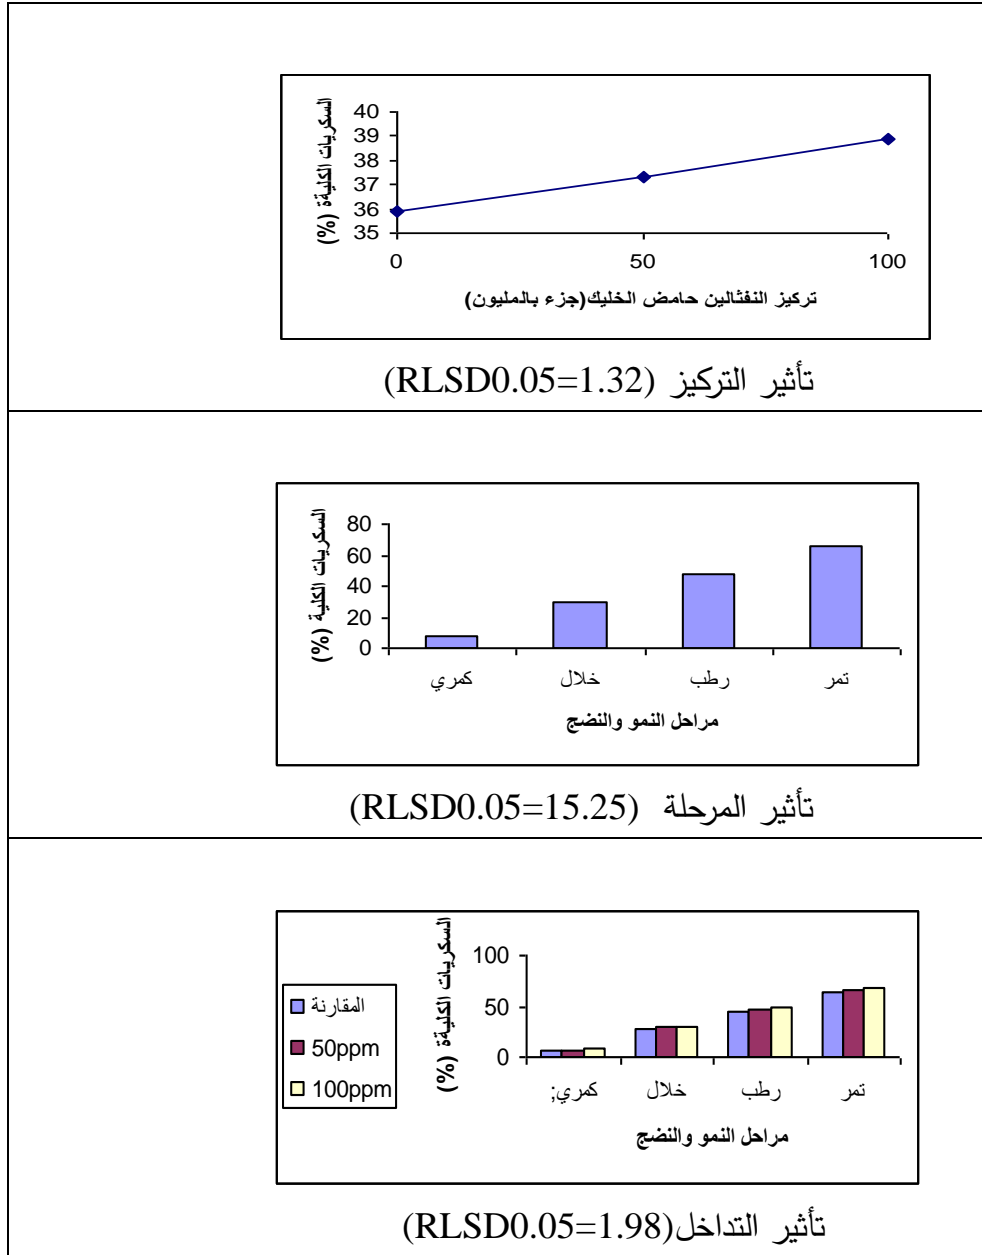 السكريات الكليةة (%)
40
39
38
37
36
35
0 50 100
تركيز النفثالين حامض الخليك(جزء بالمليون)
تأثير التركيز (RLSD0.05=1.32)
السكريات الكلية (%)
80
60
40
20
0
كمري خلال رطب تمر
مراحل النمو والنضج
تأثير المرحلة (RLSD0.05=15.25)
السكريات الكليةة (%)
100
50
0
كمري; خلال رطب تمر
مراحل النمو والنضج
المقارنة
50ppm
100ppm
تأثير التداخل(RLSD0.05=1.98)